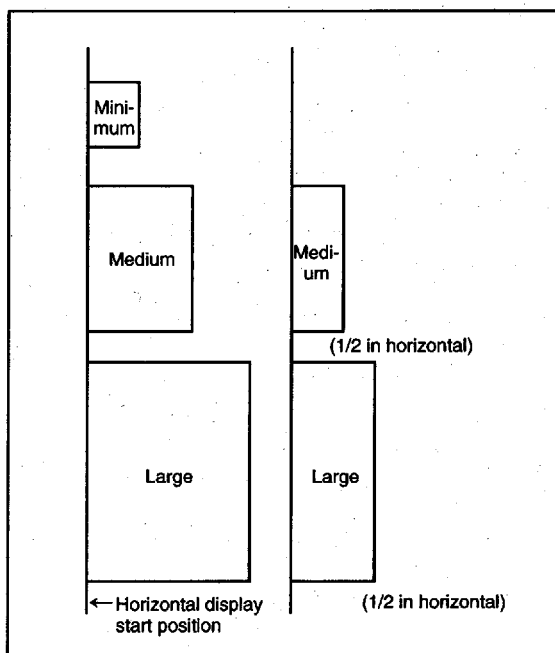 Mini-
mum
Medium
Medi-
um
(1/2 in horizontal)
Large
Large
←Horizontal display
start position
(1/2 in horizontal)